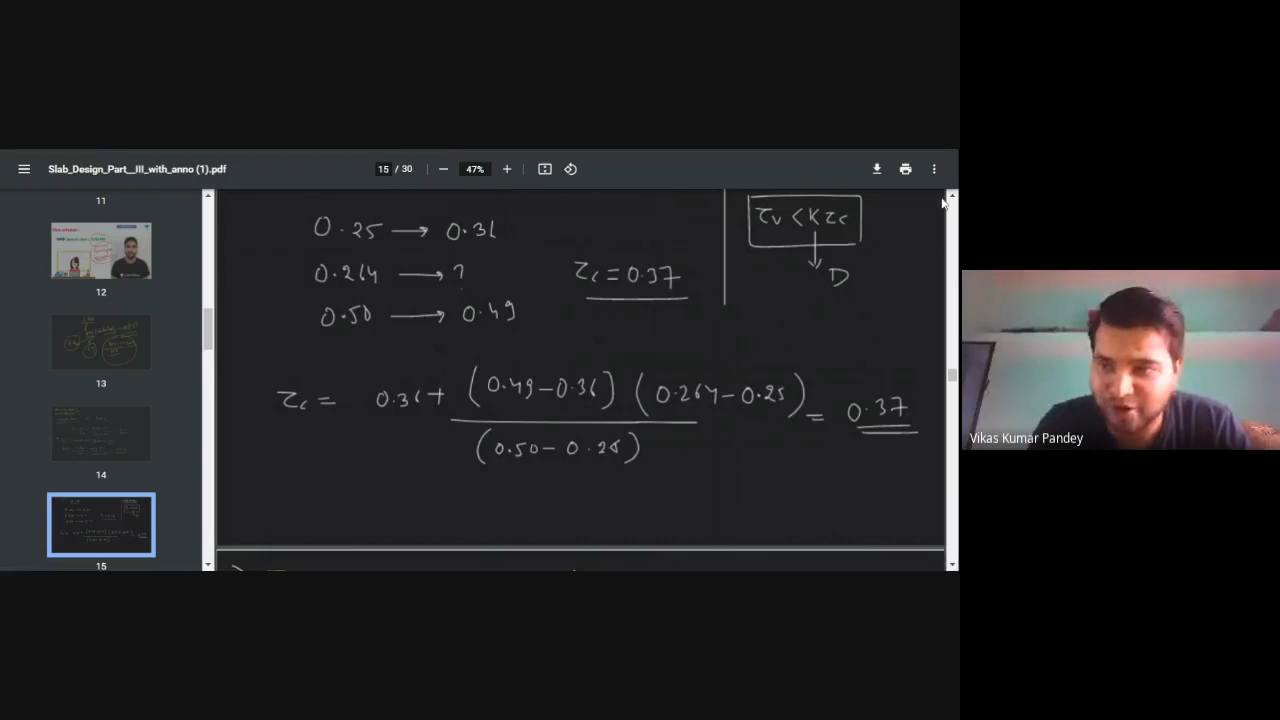 Slab_Design_Part__III_with_anno (1).pdf
15 / 30
47%
11
12
13
14
15
0.25 → 0.36
0.264 → ?
0.50 → 0.49
τc = 0.37
τv < Kτc
D
τc = 0.36 + (0.49 - 0.36) (0.264 - 0.25) = 0.37
(0.50 - 0.25)
Vikas Kumar Pandey